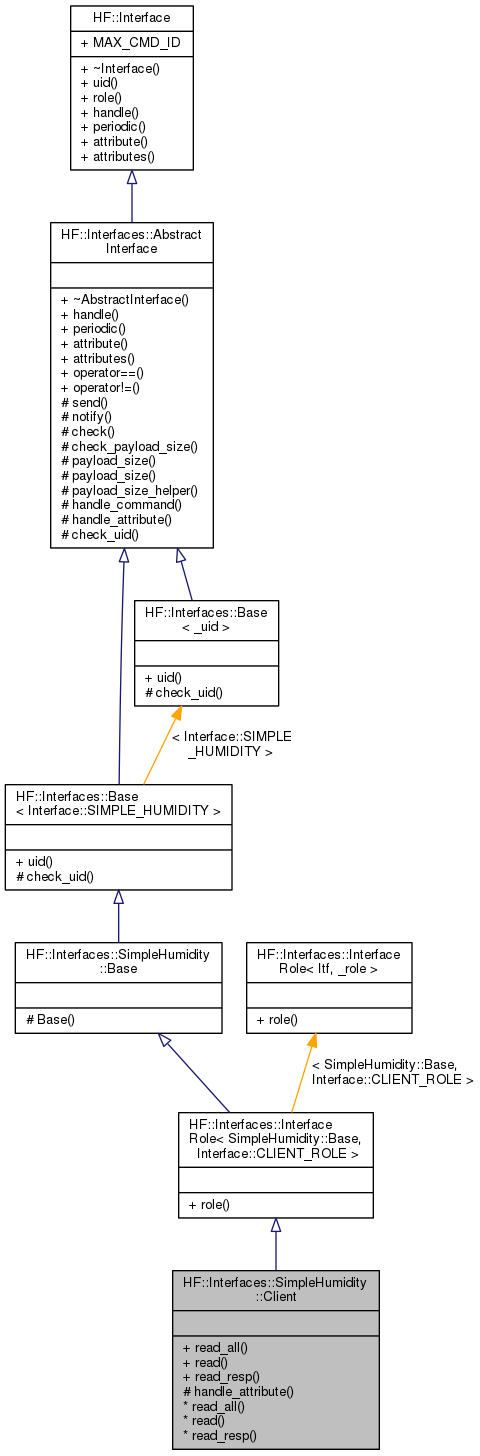 HF::Interface
+ MAX_CMD_ID
+ ~Interface()
+ uid()
+ role()
+ handle()
+ periodic()
+ attribute()
+ attributes()
HF::Interfaces::Abstract
Interface
+ ~AbstractInterface()
+ handle()
+ periodic()
+ attribute()
+ attributes()
+ operator==()
+ operator!=()
# send()
# notify()
# check()
# check_payload_size()
# payload_size()
# payload_size()
# payload_size_helper()
# handle_command()
# handle_attribute()
# check_uid()
HF::Interfaces::Base
< _uid >
+ uid()
# check_uid()
< Interface::SIMPLE
_HUMIDITY >
HF::Interfaces::Base
< Interface::SIMPLE_HUMIDITY >
+ uid()
# check_uid()
HF::Interfaces::SimpleHumidity
::Base
# Base()
HF::Interfaces::Interface
Role< Itf, _role >
+ role()
< SimpleHumidity::Base,
Interface::CLIENT_ROLE >
HF::Interfaces::Interface
Role< SimpleHumidity::Base,
Interface::CLIENT_ROLE >
+ role()
HF::Interfaces::SimpleHumidity
::Client
+ read_all()
+ read()
+ read_resp()
# handle_attribute()
* read_all()
* read()
* read_resp()